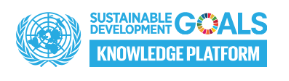 SUSTAINABLE
DEVELOPMENT
GOALS
KNOWLEDGE PLATFORM